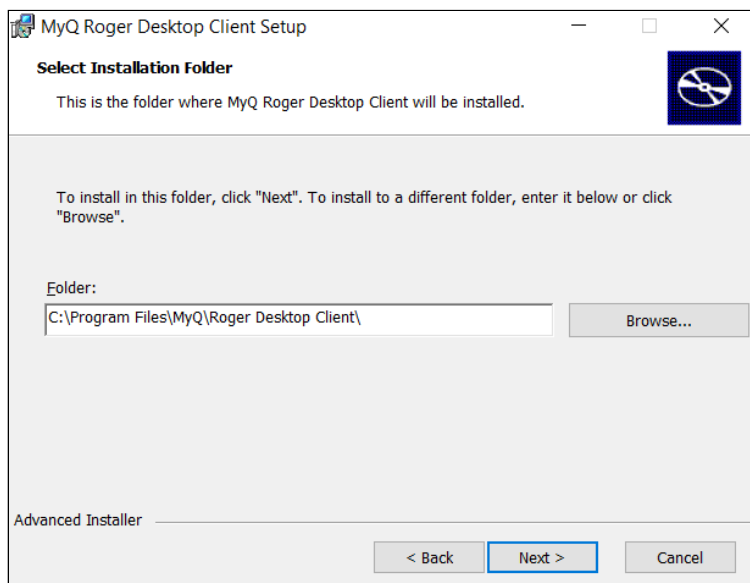 MyQ Roger Desktop Client Setup
Select Installation Folder
This is the folder where MyQ Roger Desktop Client will be installed.
To install in this folder, click "Next". To install to a different folder, enter it below or click
"Browse".
Folder:
C:\Program Files\MyQ\Roger Desktop Client\
Browse...
Advanced Installer
< Back
Next >
Cancel